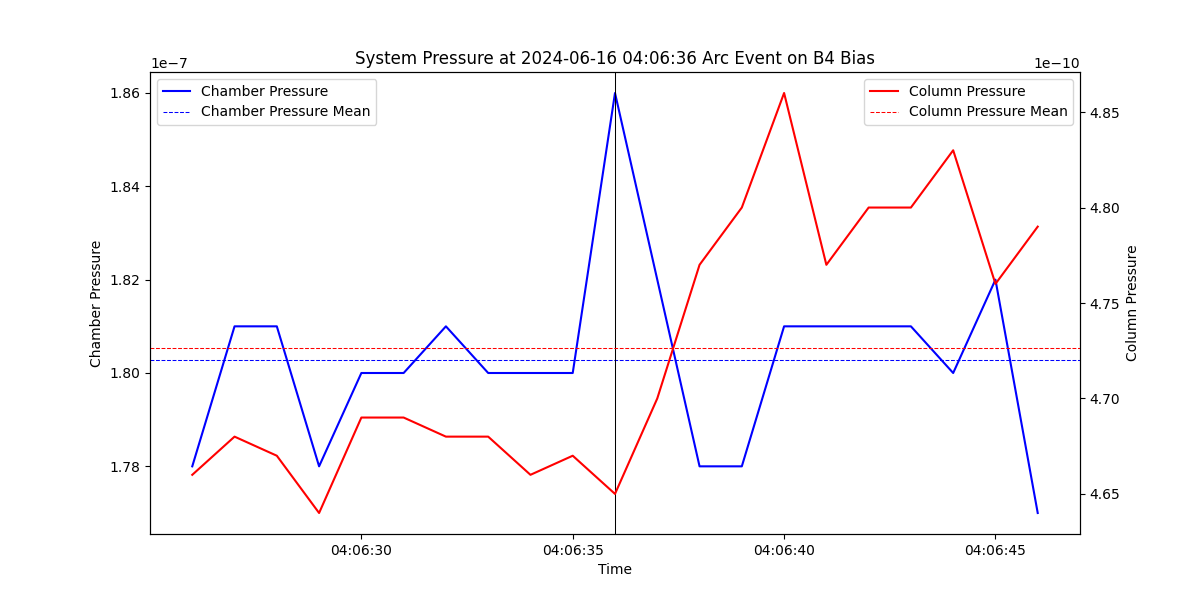 System Pressure at 2024-06-16 04:06:36 Arc Event on B4 Bias
1e−7
1e−10
Chamber Pressure
Chamber Pressure Mean
Column Pressure
Column Pressure Mean
1.86
1.84
1.82
1.80
1.78
Chamber Pressure
4.85
4.80
4.75
4.70
4.65
Column Pressure
04:06:30
04:06:35
04:06:40
04:06:45
Time